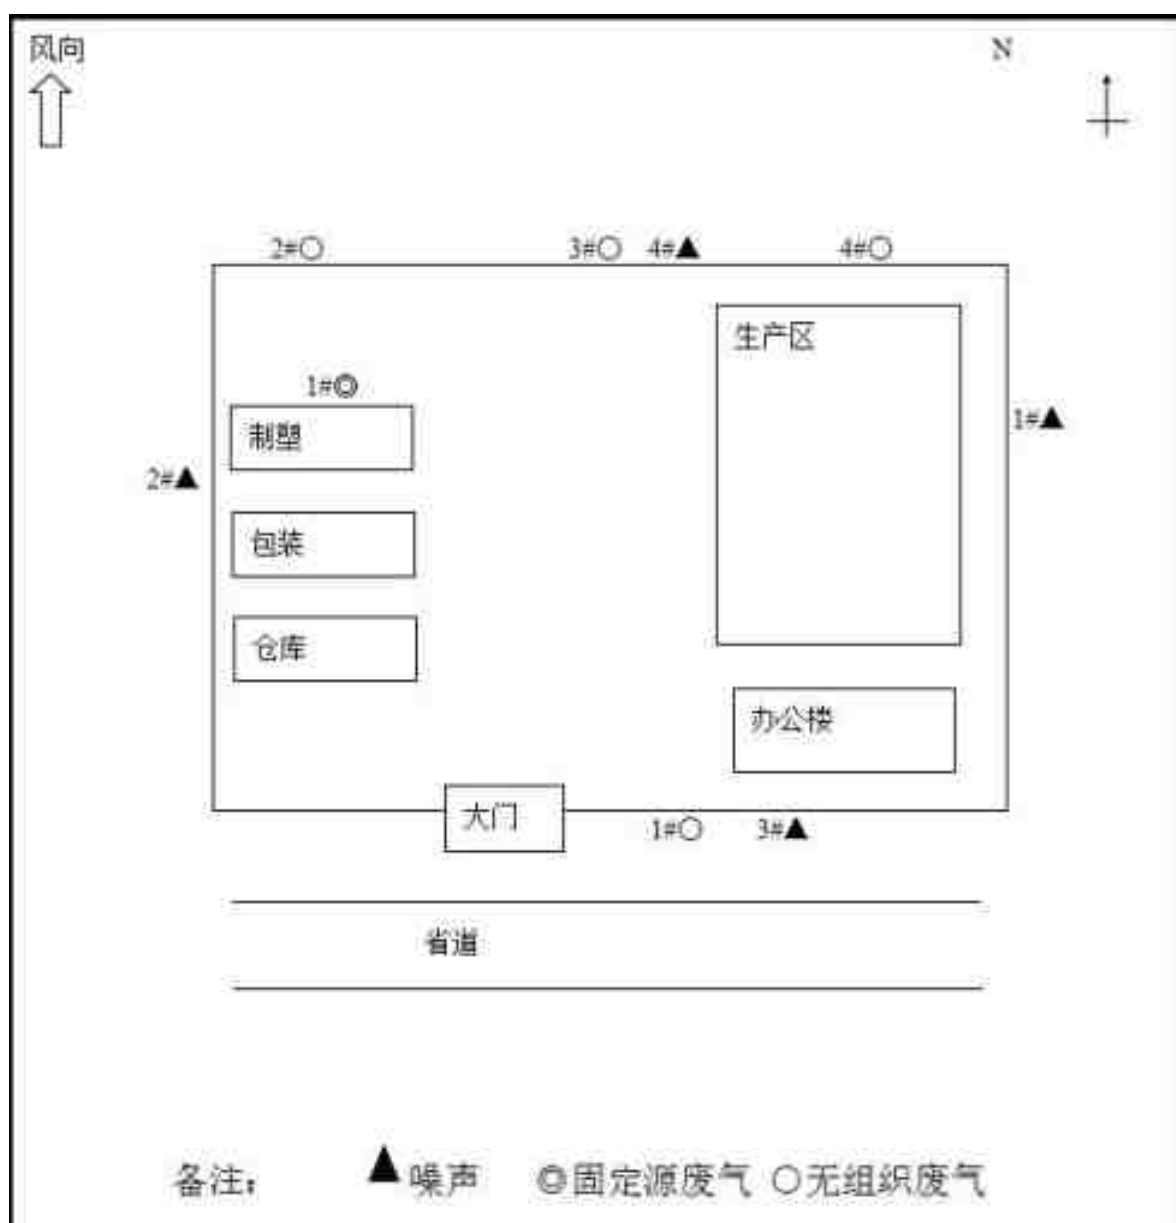 风向
N
2#○ 3#○ 4#▲ 4#○
生产区
1#◎
制塑
1#▲
2#▲
包装
仓库
办公楼
大门
1#○ 3#▲
省道
备注: ▲噪声 ◎固定源废气 ○无组织废气